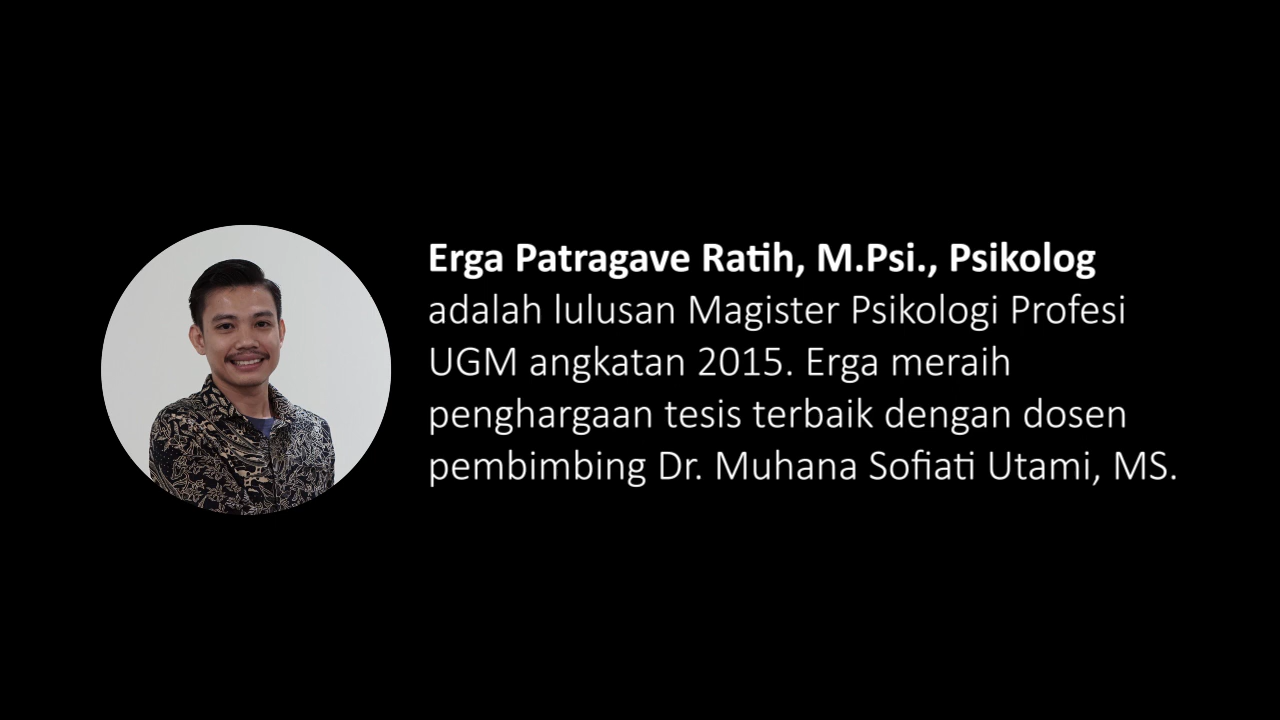 Erga Patragave Ratih, M.Psi., Psikolog
adalah lulusan Magister Psikologi Profesi
UGM angkatan 2015. Erga meraih
penghargaan tesis terbaik dengan dosen
pembimbing Dr. Muhana Sofiati Utami, MS.